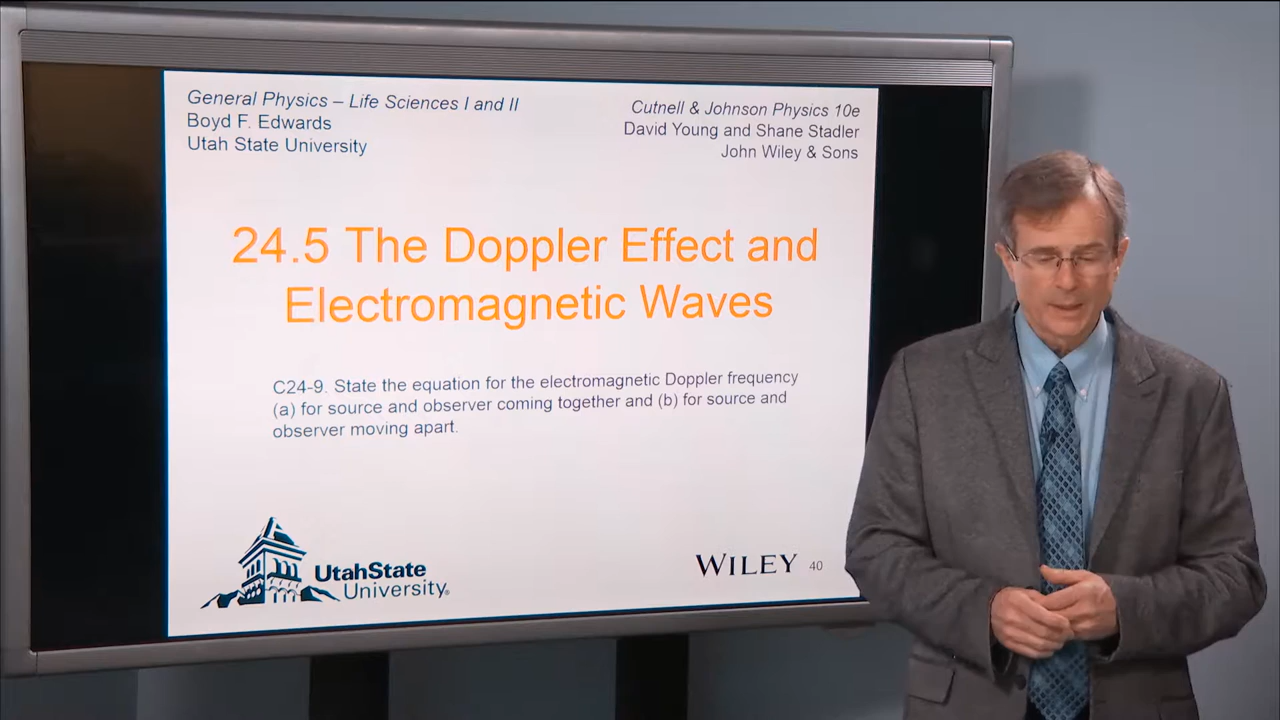 General Physics – Life Sciences I and II
Boyd F. Edwards
Utah State University
Cutnell & Johnson Physics 10e
David Young and Shane Stadler
John Wiley & Sons
24.5 The Doppler Effect and
Electromagnetic Waves
C24-9. State the equation for the electromagnetic Doppler frequency
(a) for source and observer coming together and (b) for source and
observer moving apart.
UtahState
University®
WILEY 40